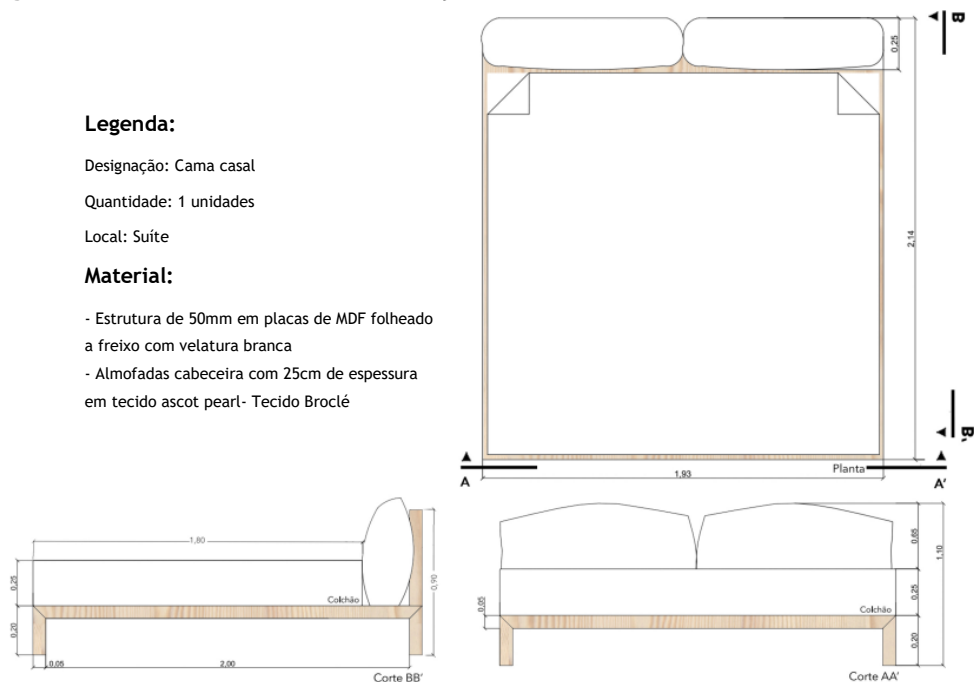 Legenda:
Designação: Cama casal
Quantidade: 1 unidades
Local: Suíte
Material:
- Estrutura de 50mm em placas de MDF folheado
a freixo com velatura branca
- Almofadas cabeceira com 25cm de espessura
em tecido ascot pearl- Tecido Broclé
B
0,25
2,14
B'
1,93
Planta
A
A'
1,80
0,25
0,20
Colchão
0,90
0,05
2,00
Corte BB'
0,65
1,10
0,25
0,05
Colchão
0,20
Corte AA'